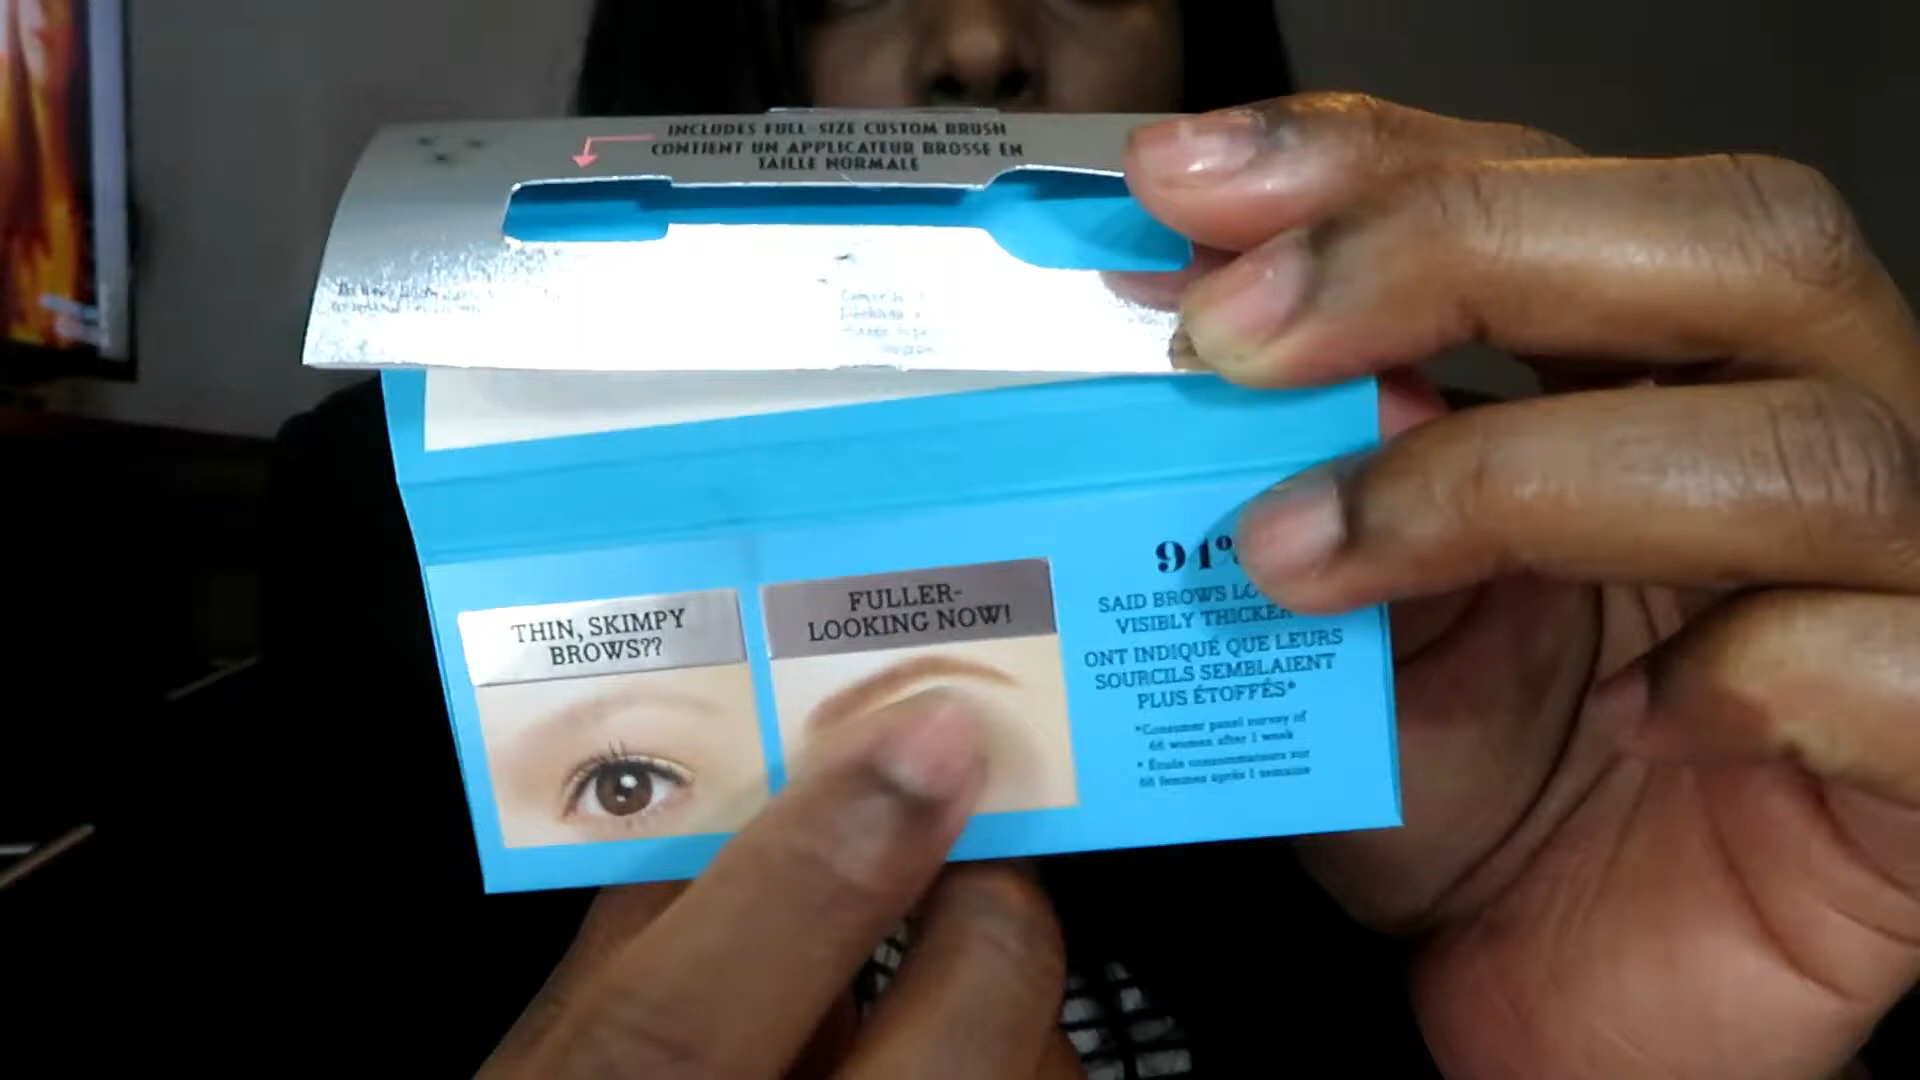 INCLUDES FULL-SIZE CUSTOM BRUSH
CONTIENT UN APPLICATEUR BROSSE EN
TAILLE NORMALE
THIN, SKIMPY
BROWS??
FULLER-
LOOKING NOW!
SAID BROWS
VISIBLY THICKER
ONT INDIQUÉ QUE LEURS
SOURCILS SEMBLAIENT
PLUS ÉTOFFÉS*
*Consumer panel survey of
66 women after 1 week
* Étude consommateurs sur
66 femmes après 1 semaine